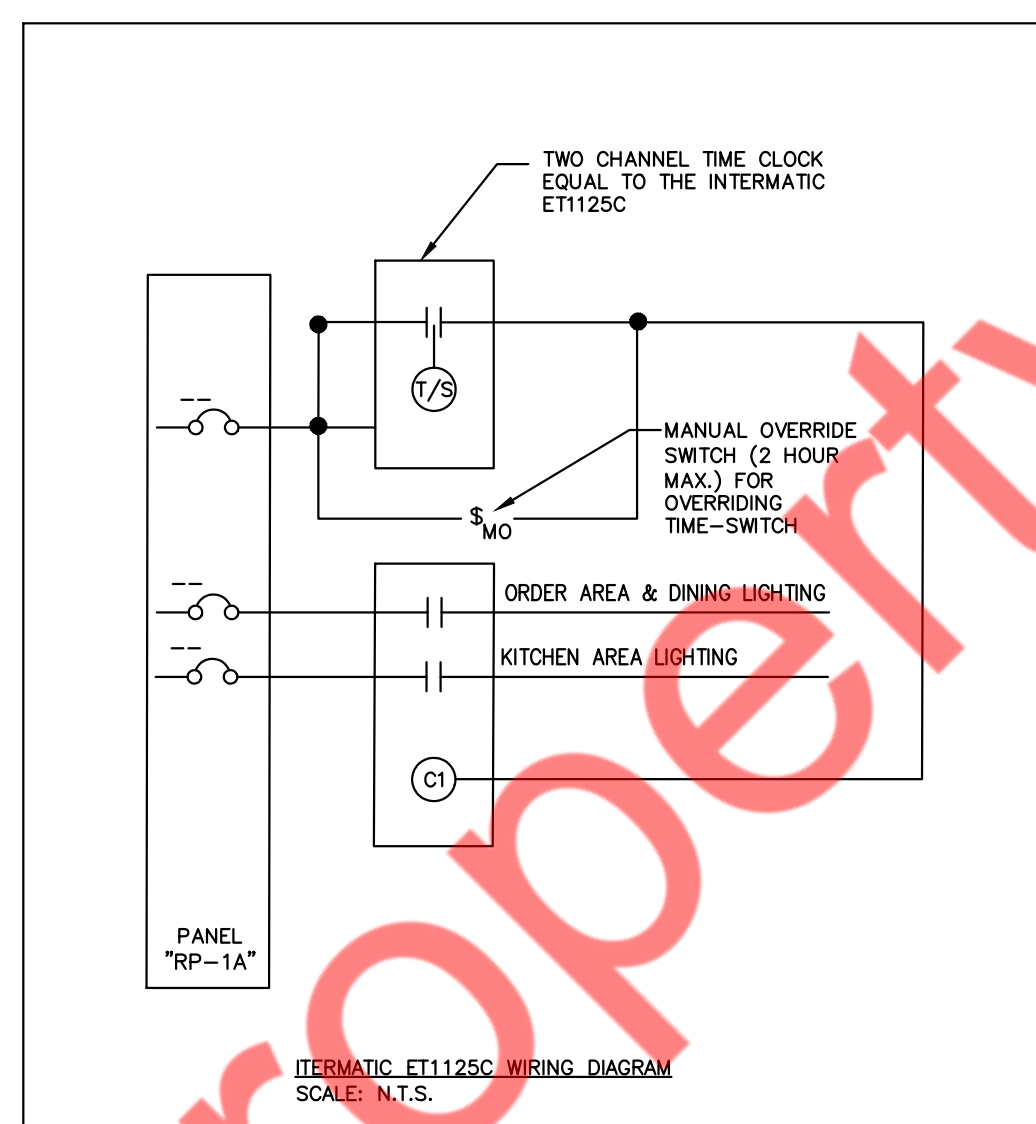 TWO CHANNEL TIME CLOCK
EQUAL TO THE INTERMATIC
ET1125C
T/S
MANUAL OVERRIDE
SWITCH (2 HOUR
MAX.) FOR
OVERRIDING
TIME-SWITCH
$MO
ORDER AREA & DINING LIGHTING
KITCHEN AREA LIGHTING
C1
PANEL
"RP-1A"
ITERMATIC ET1125C WIRING DIAGRAM
SCALE: N.T.S.
roperty